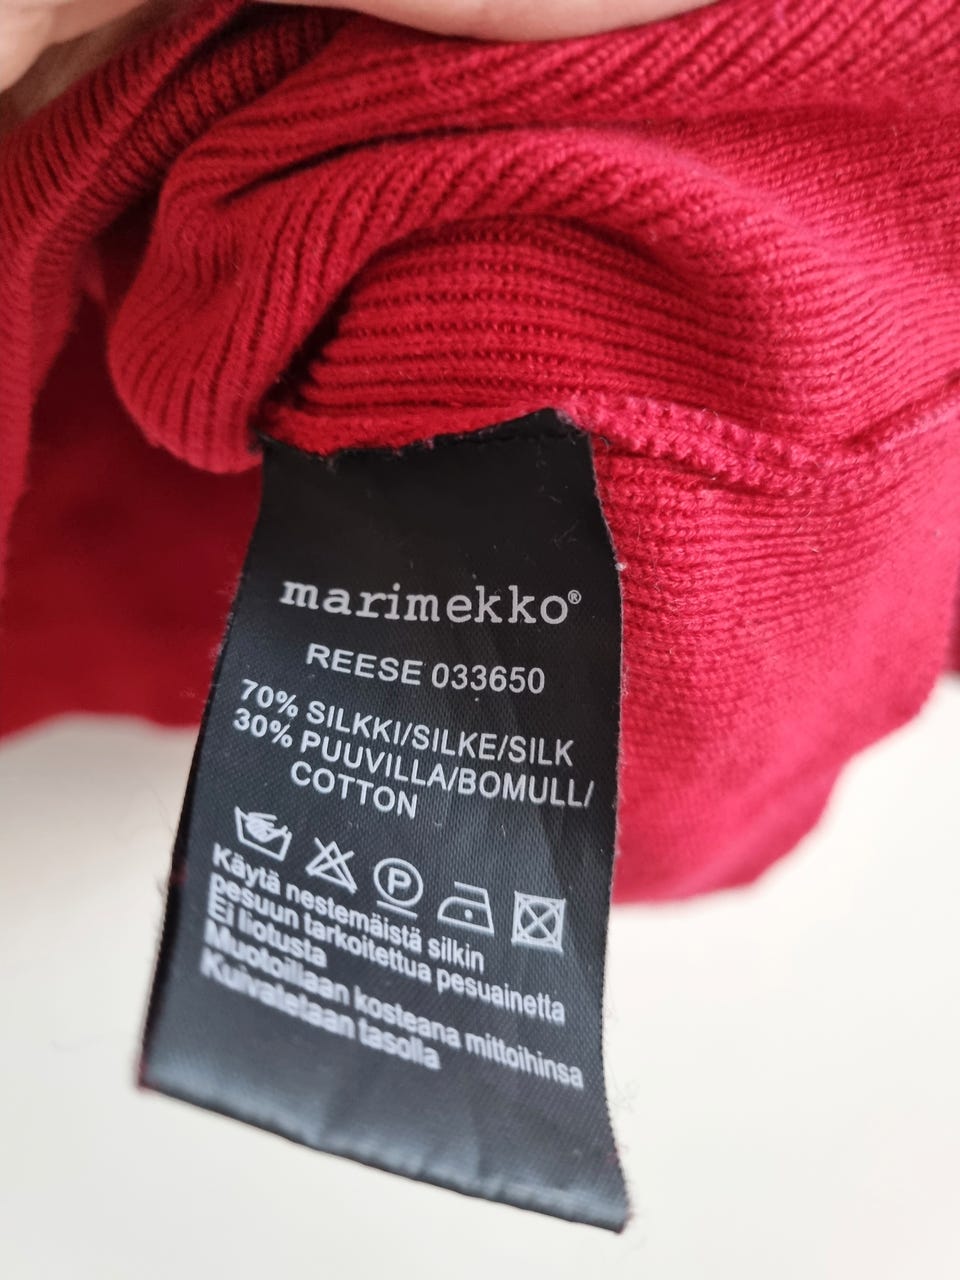 marimekko®
REESE 033650
70% SILKKI/SILKE/SILK
30% PUUVILLA/BOMULL/
COTTON
P
Käytä nestemäistä silkin
pesuun tarkoitettua pesuainetta
Ei liotusta
Muotoillaan kosteana mittoihinsa
Kuivatetaan tasolla